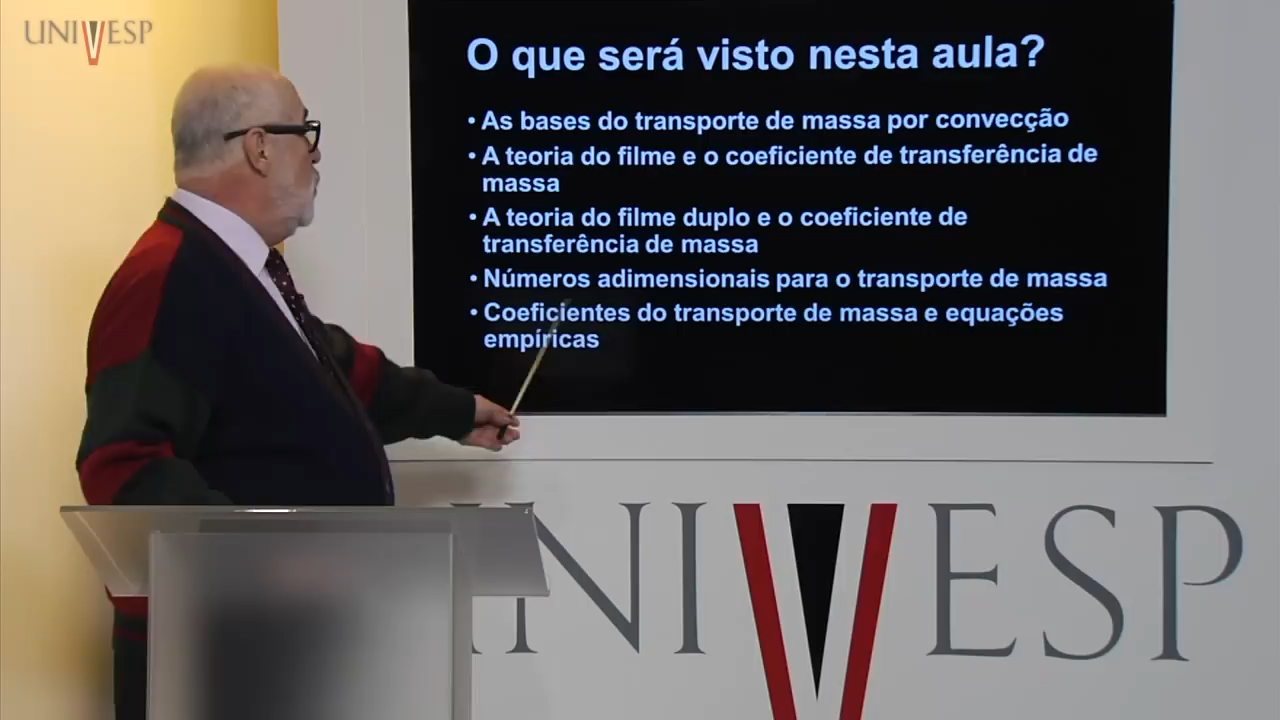 UNIVESP
O que será visto nesta aula?
• As bases do transporte de massa por convecção
• A teoria do filme e o coeficiente de transferência de
massa
• A teoria do filme duplo e o coeficiente de
transferência de massa
• Números adimensionais para o transporte de massa
• Coeficientes do transporte de massa e equações
empíricas
UNIVESP